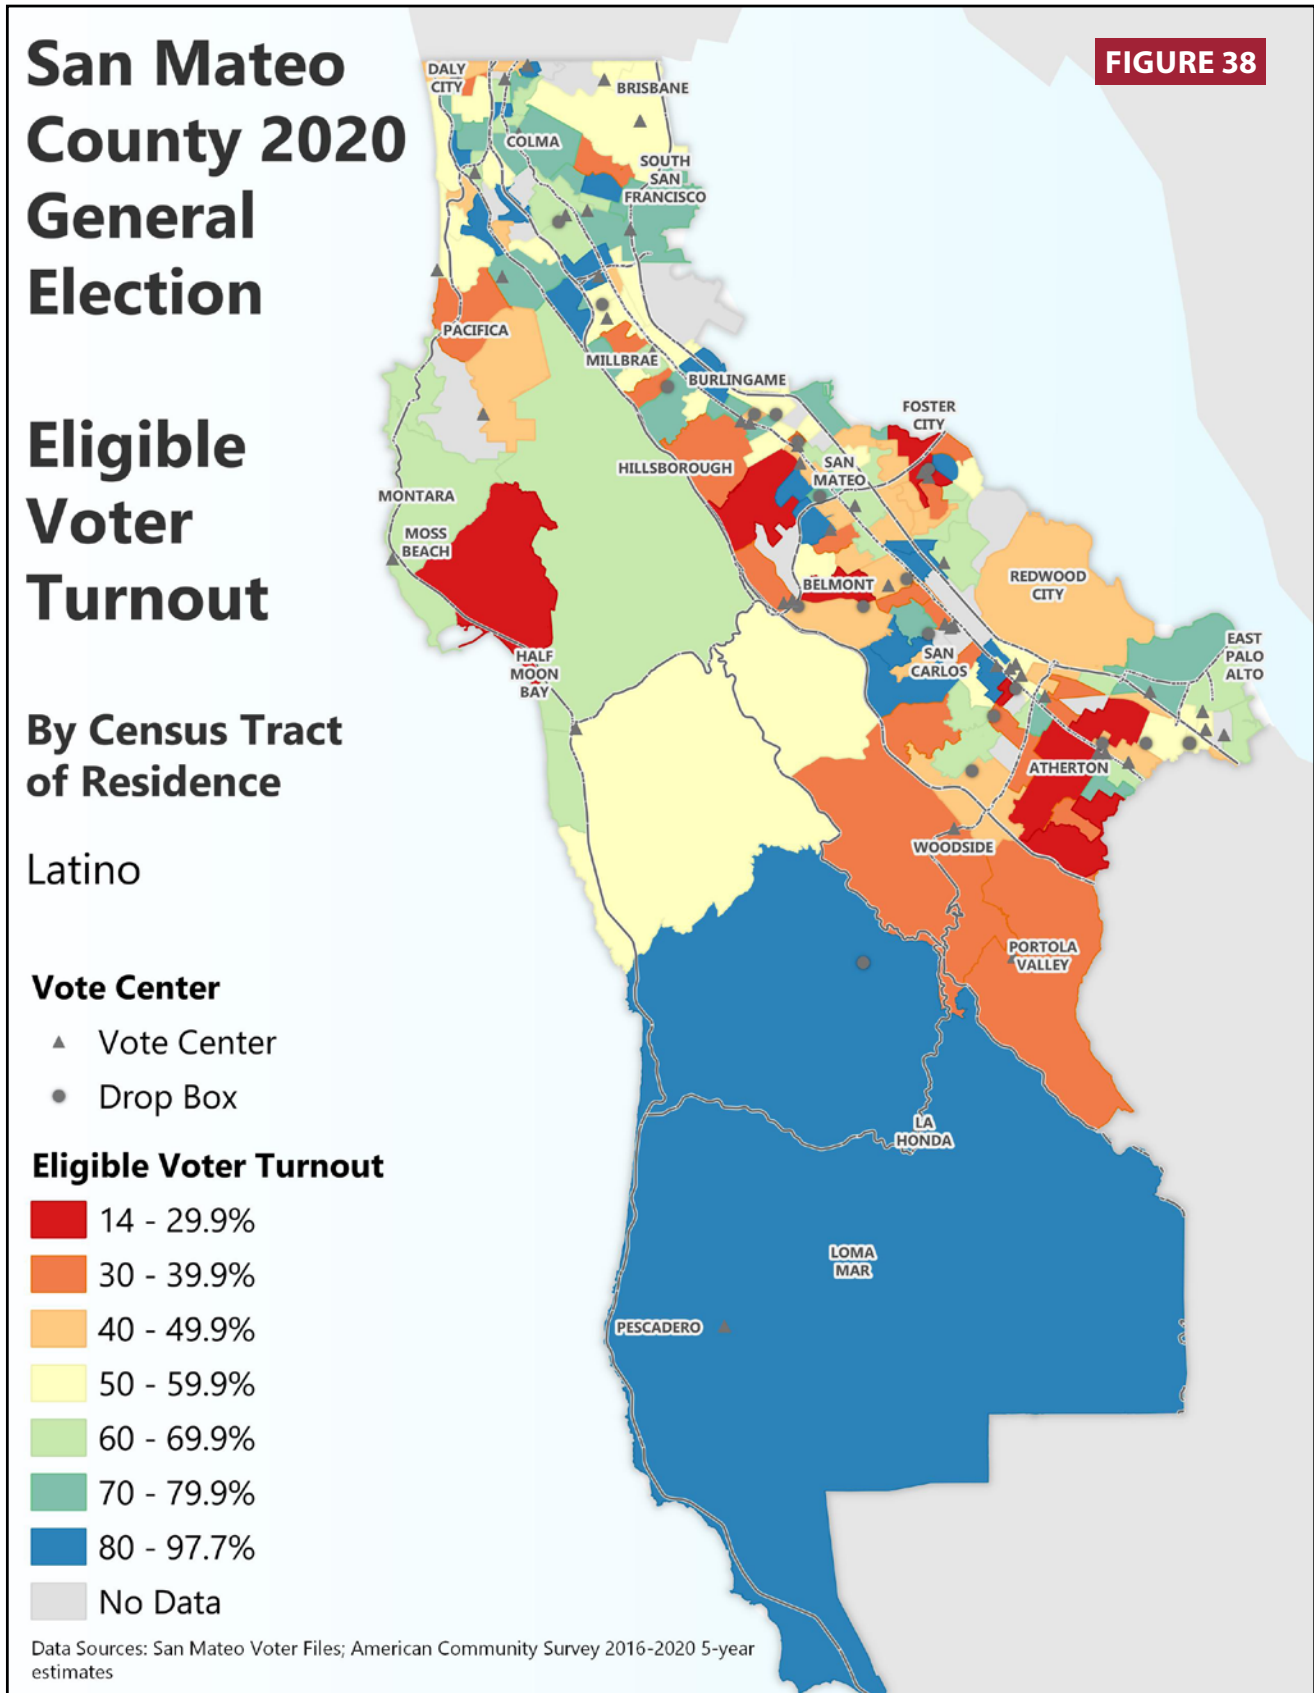 San Mateo
County 2020
General
Election
Eligible
Voter
Turnout
By Census Tract
of Residence
Latino
Vote Center
Vote Center
Drop Box
Eligible Voter Turnout
14 - 29.9%
30 - 39.9%
40 - 49.9%
50 - 59.9%
60 - 69.9%
70 - 79.9%
80 - 97.7%
No Data
Data Sources: San Mateo Voter Files; American Community Survey 2016-2020 5-year
estimates
FIGURE 38
DALY
CITY
BRISBANE
COLMA
SOUTH
SAN
FRANCISCO
PACIFICA
MILLBRAE
BURLINGAME
FOSTER
CITY
HILLSBOROUGH
SAN
MATEO
MONTARA
MOSS
BEACH
BELMONT
REDWOOD
CITY
HALF
MOON
BAY
SAN
CARLOS
EAST
PALO
ALTO
ATHERTON
WOODSIDE
PORTOLA
VALLEY
LA
HONDA
LOMA
MAR
PESCADERO